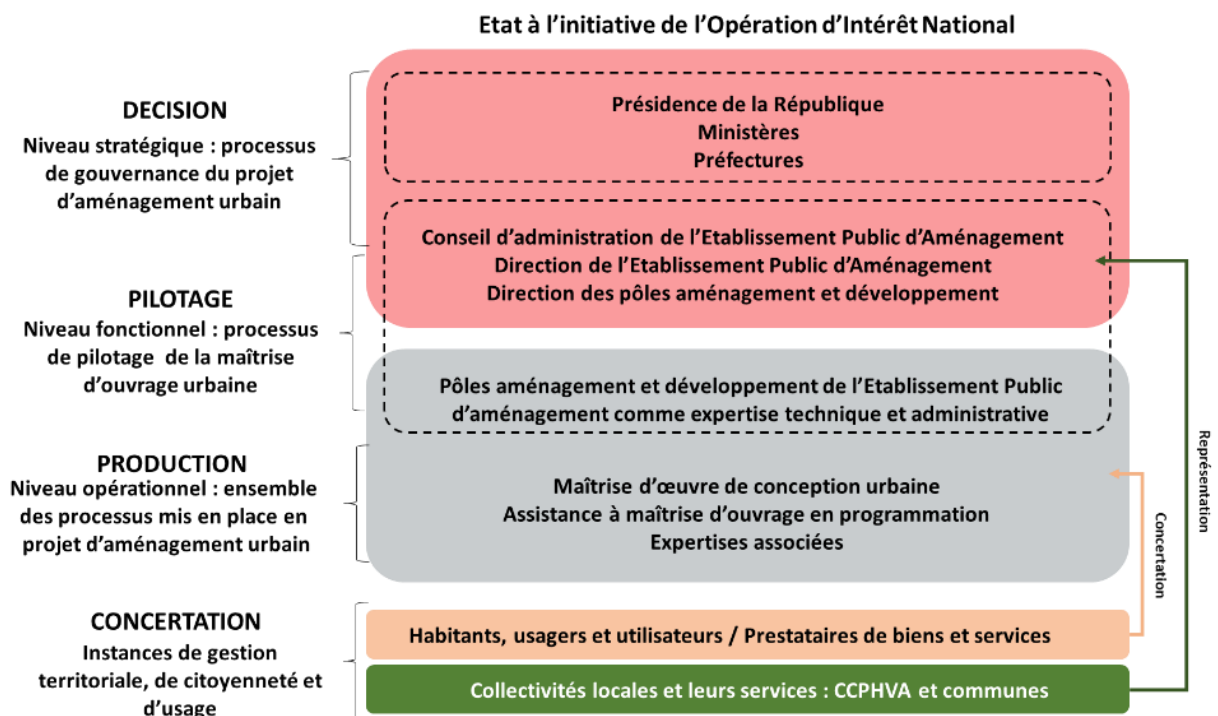 Etat à l'initiative de l'Opération d'Intérêt National
DECISION
Niveau stratégique : processus
de gouvernance du projet
d'aménagement urbain
Présidence de la République
Ministères
Préfectures
Conseil d'administration de l'Etablissement Public d'Aménagement
Direction de l'Etablissement Public d'Aménagement
Direction des pôles aménagement et développement
PILOTAGE
Niveau fonctionnel : processus
de pilotage de la maîtrise
d'ouvrage urbaine
Pôles aménagement et développement de l'Etablissement Public
d'aménagement comme expertise technique et administrative
PRODUCTION
Niveau opérationnel : ensemble
des processus mis en place en
projet d'aménagement urbain
Maîtrise d'œuvre de conception urbaine
Assistance à maîtrise d'ouvrage en programmation
Expertises associées
Concertation
Représentation
CONCERTATION
Instances de gestion
territoriale, de citoyenneté et
d'usage
Habitants, usagers et utilisateurs / Prestataires de biens et services
Collectivités locales et leurs services : CCPHVA et communes